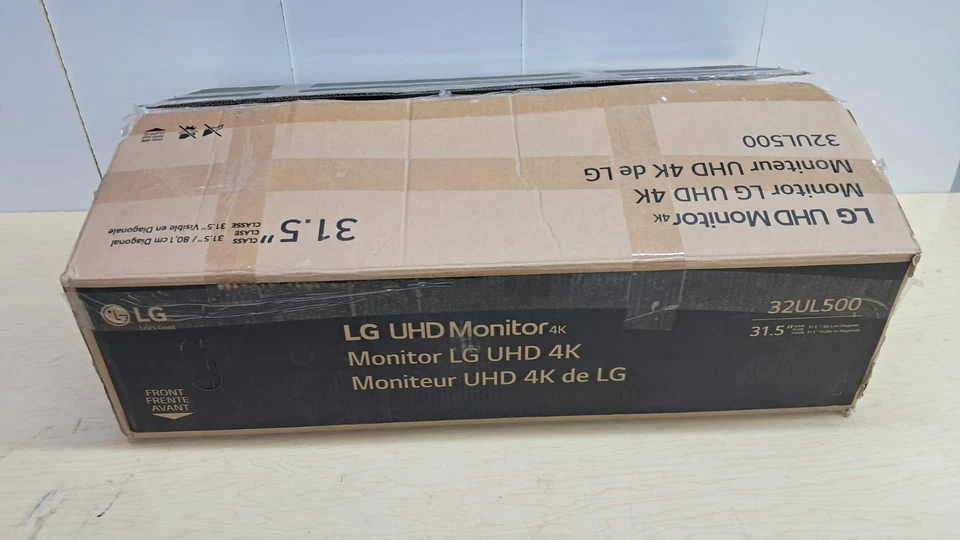 32UL500
Moniteur UHD 4K de LG
Monitor LG UHD 4K
LG UHD Monitor 4K
31.5"
CLASS
CLASE
CLASSE
31.5" / 80,1 cm Diagonal
31.5" Visible en Diagonale
LG
Life's Good
LG UHD Monitor 4K
Monitor LG UHD 4K
Moniteur UHD 4K de LG
32UL500
31.5"
FRONT
FRENTE
AVANT